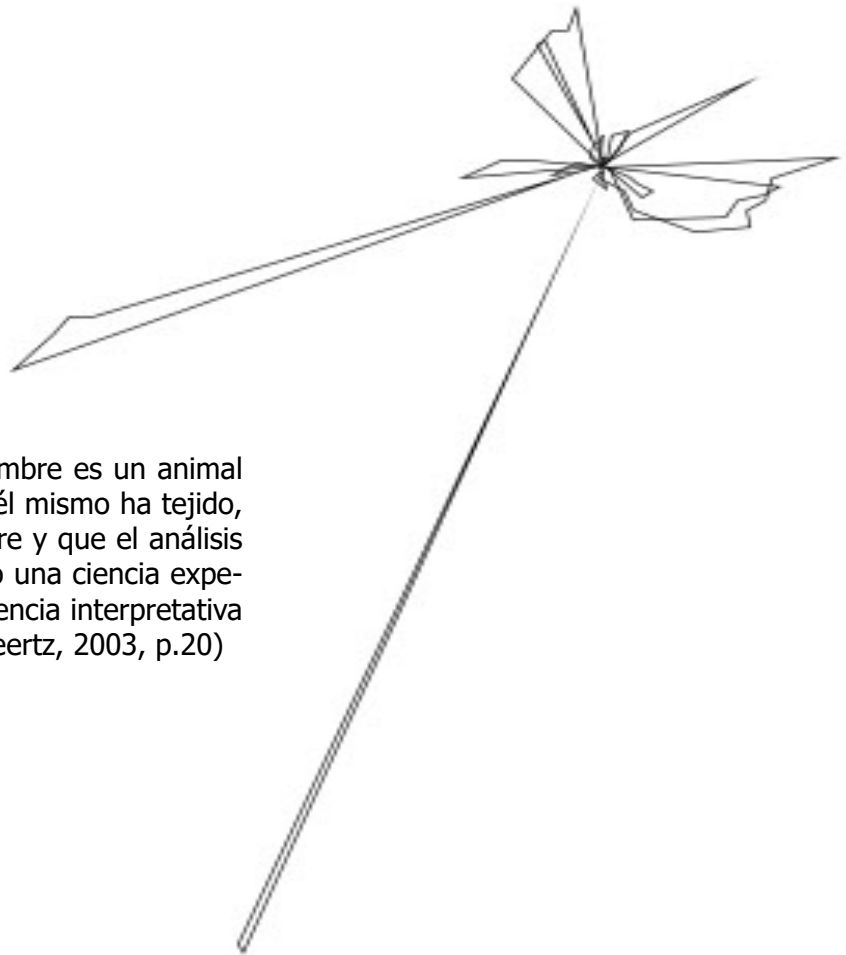 mbre es un animal
él mismo ha tejido,
re y que el análisis
o una ciencia expe-
encia interpretativa
eertz, 2003, p.20)